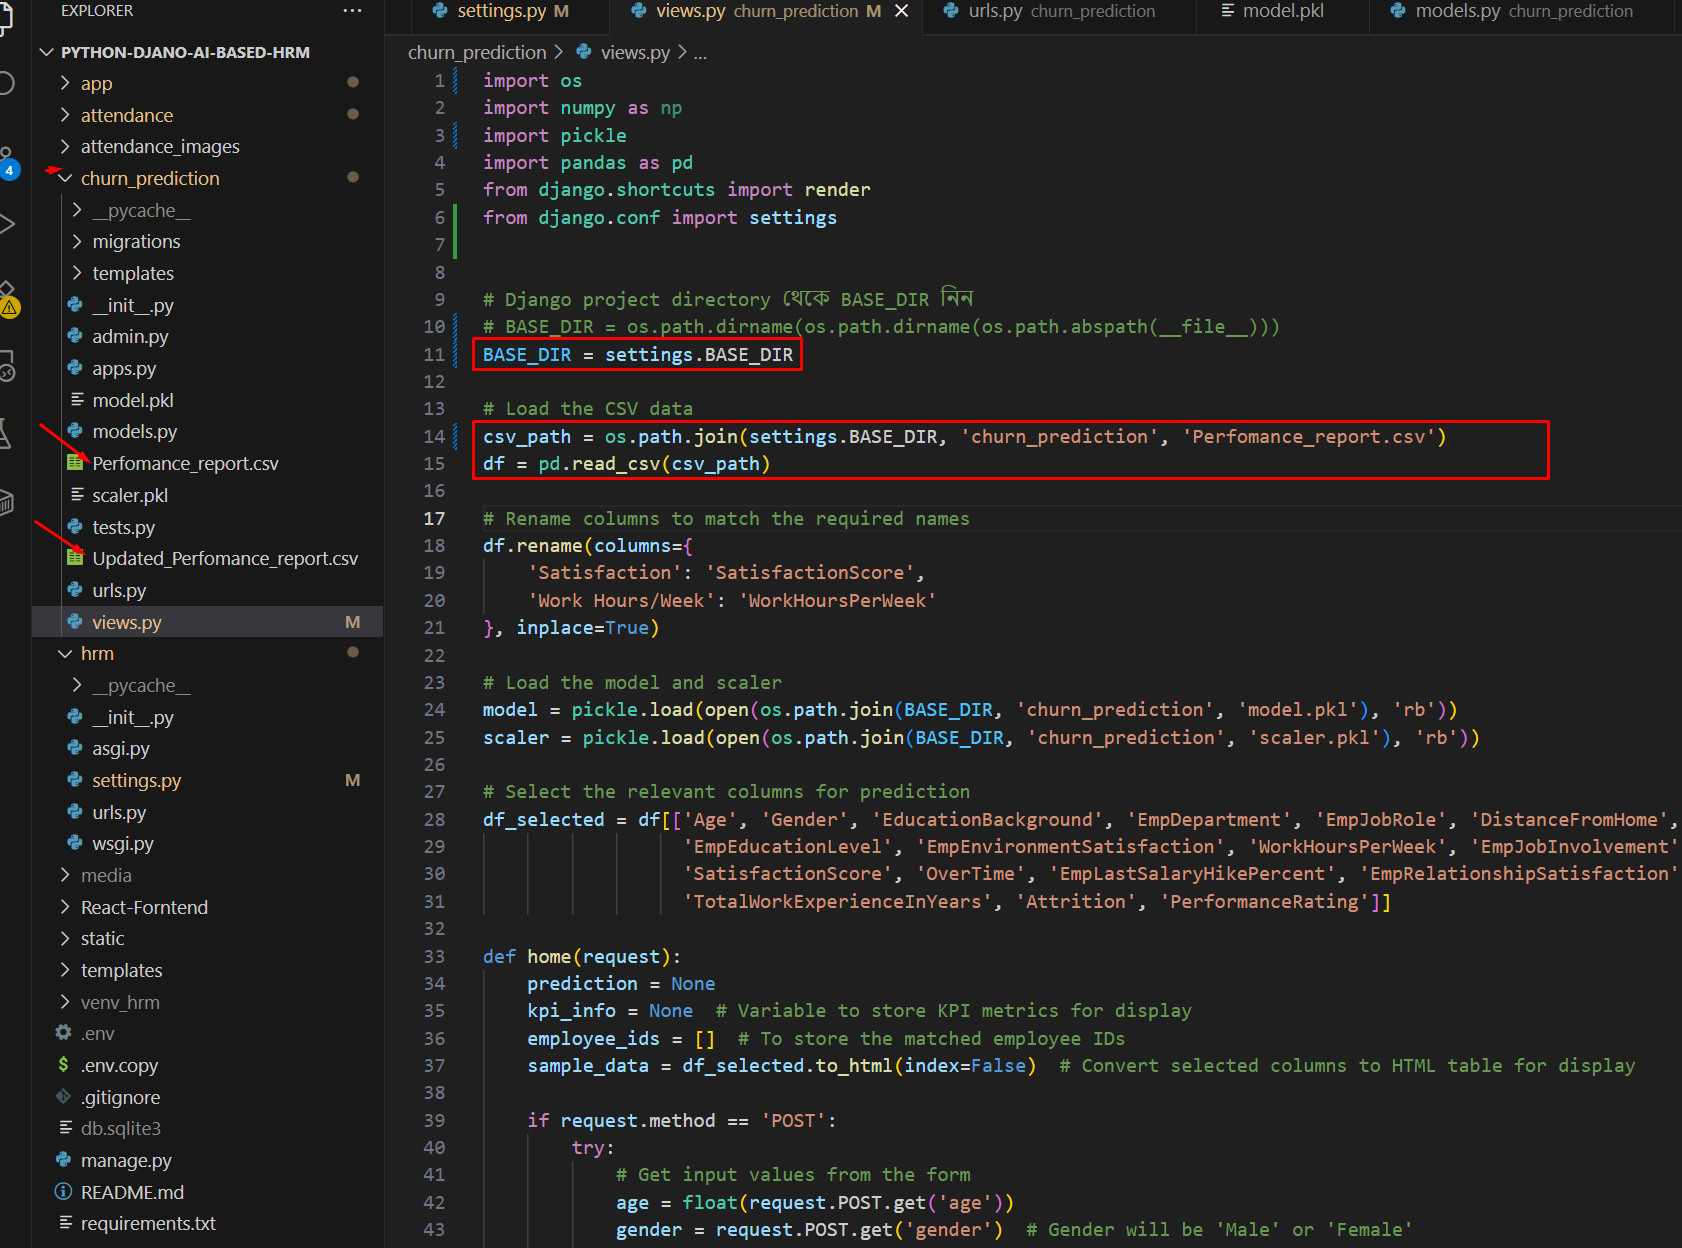 EXPLORER
PYTHON-DJANO-AI-BASED-HRM
app
attendance
attendance_images
4
churn_prediction
__pycache__
migrations
templates
__init__.py
admin.py
apps.py
model.pkl
models.py
Perfomance_report.csv
scaler.pkl
tests.py
Updated_Perfomance_report.csv
urls.py
views.py M
hrm
__pycache__
__init__.py
asgi.py
settings.py M
urls.py
wsgi.py
media
React-Forntend
static
templates
venv_hrm
.env
.env.copy
.gitignore
db.sqlite3
manage.py
README.md
requirements.txt
settings.py M views.py churn_prediction M urls.py churn_prediction model.pkl models.py churn_prediction
churn_prediction > views.py > ...
1 import os
2 import numpy as np
3 import pickle
4 import pandas as pd
5 from django.shortcuts import render
6 from django.conf import settings
7
8
9 # Django project directory থেকে BASE_DIR নিন
10 # BASE_DIR = os.path.dirname(os.path.dirname(os.path.abspath(__file__)))
11 BASE_DIR = settings.BASE_DIR
12
13 # Load the CSV data
14 csv_path = os.path.join(settings.BASE_DIR, 'churn_prediction', 'Perfomance_report.csv')
15 df = pd.read_csv(csv_path)
16
17 # Rename columns to match the required names
18 df.rename(columns={
19 'Satisfaction': 'SatisfactionScore',
20 'Work Hours/Week': 'WorkHoursPerWeek'
21 }, inplace=True)
22
23 # Load the model and scaler
24 model = pickle.load(open(os.path.join(BASE_DIR, 'churn_prediction', 'model.pkl'), 'rb'))
25 scaler = pickle.load(open(os.path.join(BASE_DIR, 'churn_prediction', 'scaler.pkl'), 'rb'))
26
27 # Select the relevant columns for prediction
28 df_selected = df[['Age', 'Gender', 'EducationBackground', 'EmpDepartment', 'EmpJobRole', 'DistanceFromHome',
29 'EmpEducationLevel', 'EmpEnvironmentSatisfaction', 'WorkHoursPerWeek', 'EmpJobInvolvement'
30 'SatisfactionScore', 'OverTime', 'EmpLastSalaryHikePercent', 'EmpRelationshipSatisfaction'
31 'TotalWorkExperienceInYears', 'Attrition', 'PerformanceRating']]
32
33 def home(request):
34 prediction = None
35 kpi_info = None # Variable to store KPI metrics for display
36 employee_ids = [] # To store the matched employee IDs
37 sample_data = df_selected.to_html(index=False) # Convert selected columns to HTML table for display
38
39 if request.method == 'POST':
40 try:
41 # Get input values from the form
42 age = float(request.POST.get('age'))
43 gender = request.POST.get('gender') # Gender will be 'Male' or 'Female'